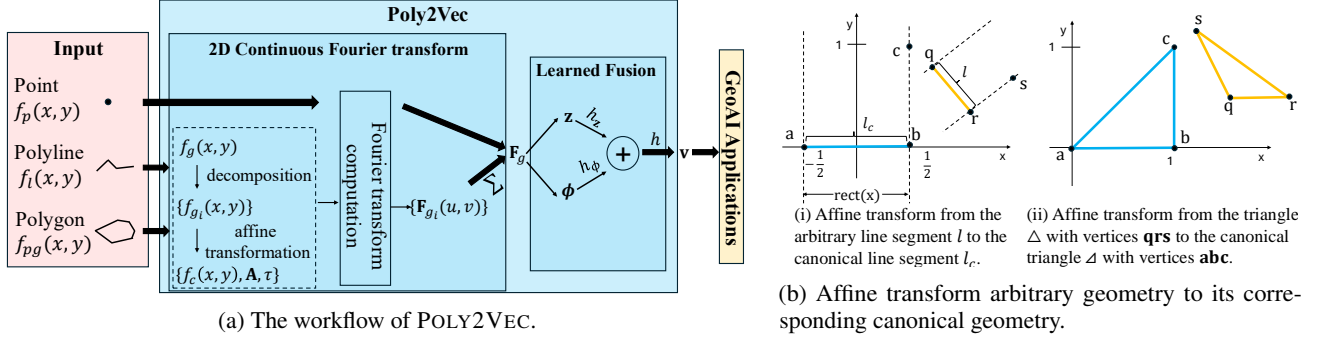 Poly2Vec
Input
Point
f_p(x, y)
Polyline
f_l(x, y)
Polygon
f_pg(x, y)
2D Continuous Fourier transform
f_g(x, y)
decomposition
{f_{g_i}(x, y)}
affine
transformation
{f_c(x, y), A, τ}
Fourier transform
computation
{F_{g_i}(u, v)}
Σ
F_g
Learned Fusion
z
h_z
ϕ
h_ϕ
+
h
v
GeoAI Applications
(a) The workflow of POLY2VEC.
y
1
c
q
l
s
r
a
l_c
b
x
-1/2
1/2
rect(x)
(i) Affine transform from the
arbitrary line segment l to the
canonical line segment l_c.
y
s
1
c
q
r
a
b
1
x
(ii) Affine transform from the triangle
△ with vertices qrs to the canonical
triangle ⊿ with vertices abc.
(b) Affine transform arbitrary geometry to its corre-
sponding canonical geometry.